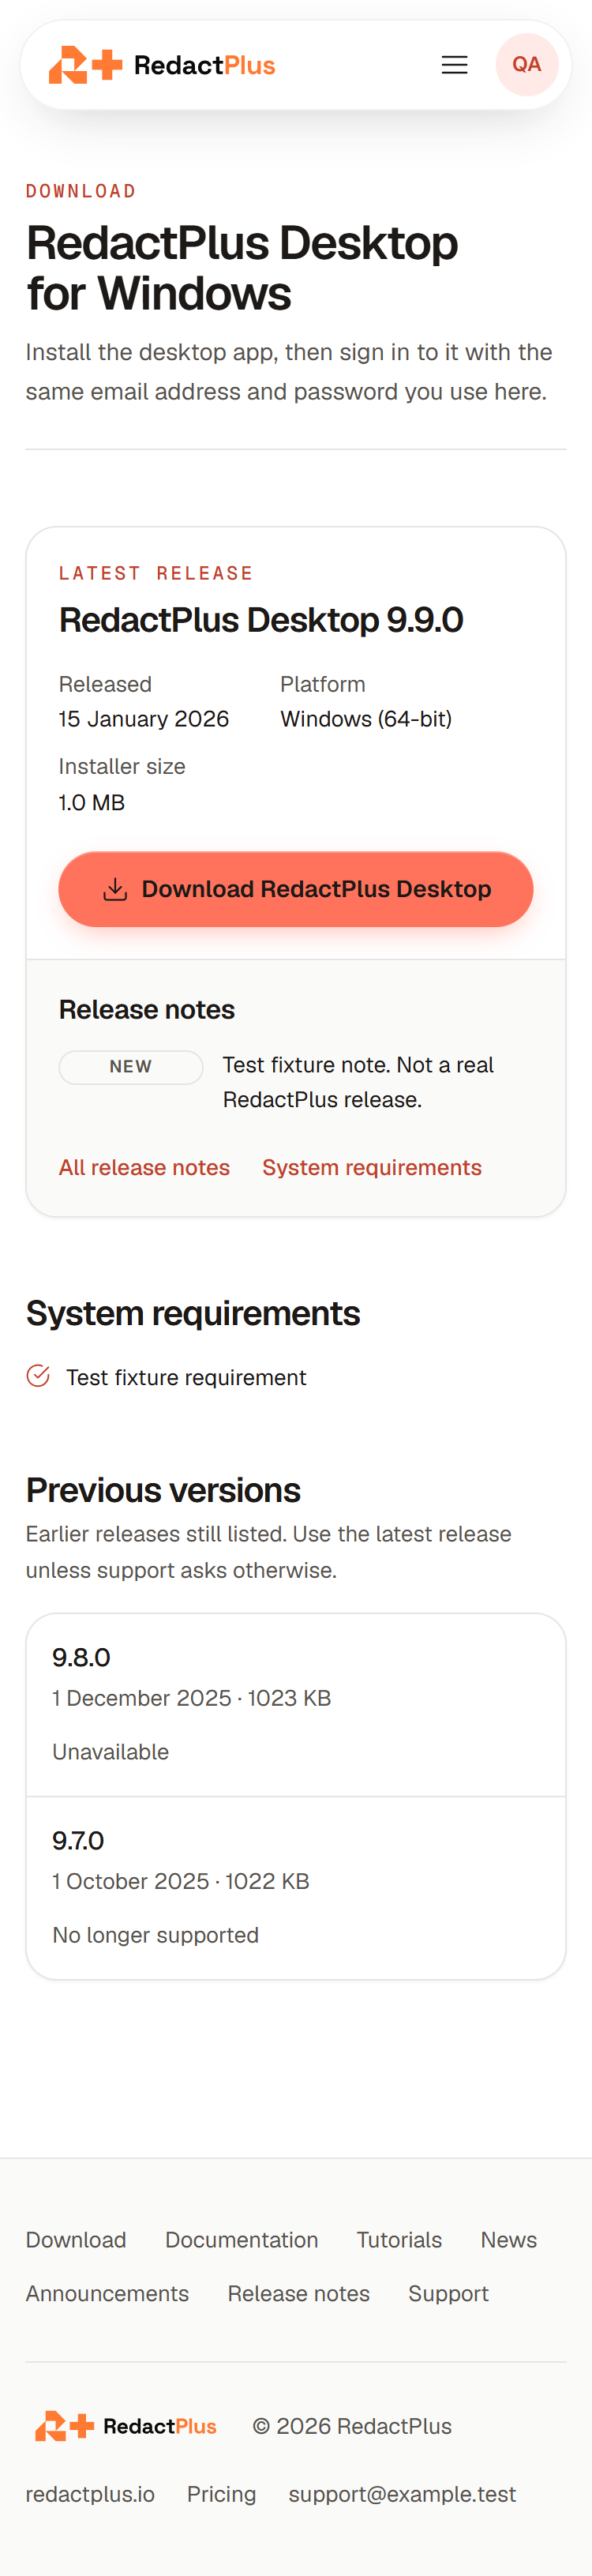 RedactPlus
QA
DOWNLOAD
RedactPlus Desktop
for Windows
Install the desktop app, then sign in to it with the
same email address and password you use here.
LATEST RELEASE
RedactPlus Desktop 9.9.0
Released Platform
15 January 2026 Windows (64-bit)
Installer size
1.0 MB
Download RedactPlus Desktop
Release notes
NEW Test fixture note. Not a real
RedactPlus release.
All release notes System requirements
System requirements
Test fixture requirement
Previous versions
Earlier releases still listed. Use the latest release
unless support asks otherwise.
9.8.0
1 December 2025 · 1023 KB
Unavailable
9.7.0
1 October 2025 · 1022 KB
No longer supported
Download Documentation Tutorials News
Announcements Release notes Support
RedactPlus © 2026 RedactPlus
redactplus.io Pricing support@example.test